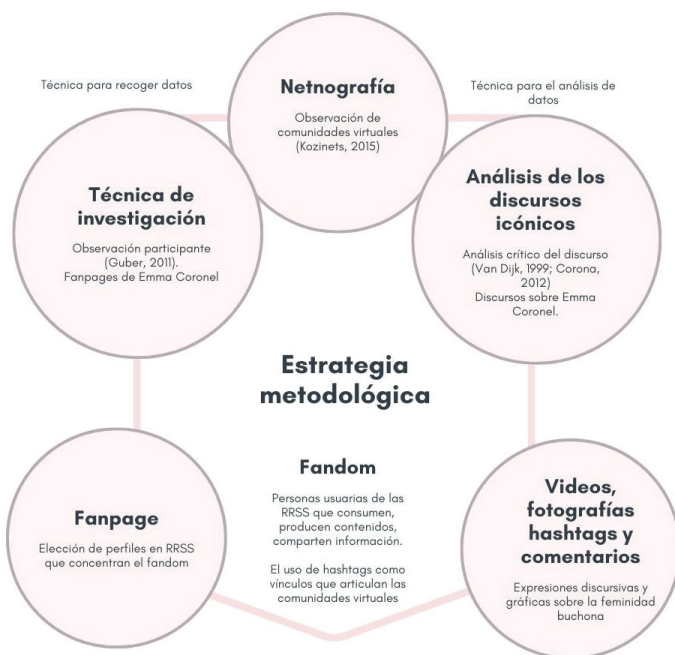 Técnica para recoger datos
Netnografía
Observación de
comunidades virtuales
(Kozinets, 2015)
Técnica para el análisis de
datos
Técnica de
investigación
Observación participante
(Guber, 2011).
Fanpages de Emma Coronel
Análisis de los
discursos
icónicos
Análisis crítico del discurso
(Van Dijk, 1999; Corona,
2012)
Discursos sobre Emma
Coronel.
Estrategia
metodológica
Fandom
Personas usuarias de las
RRSS que consumen,
producen contenidos,
comparten información.
El uso de hashtags como
vínculos que articulan las
comunidades virtuales
Fanpage
Elección de perfiles en RRSS
que concentran el fandom
Videos,
fotografías
hashtags y
comentarios
Expresiones discursivas y
gráficas sobre la feminidad
buchona